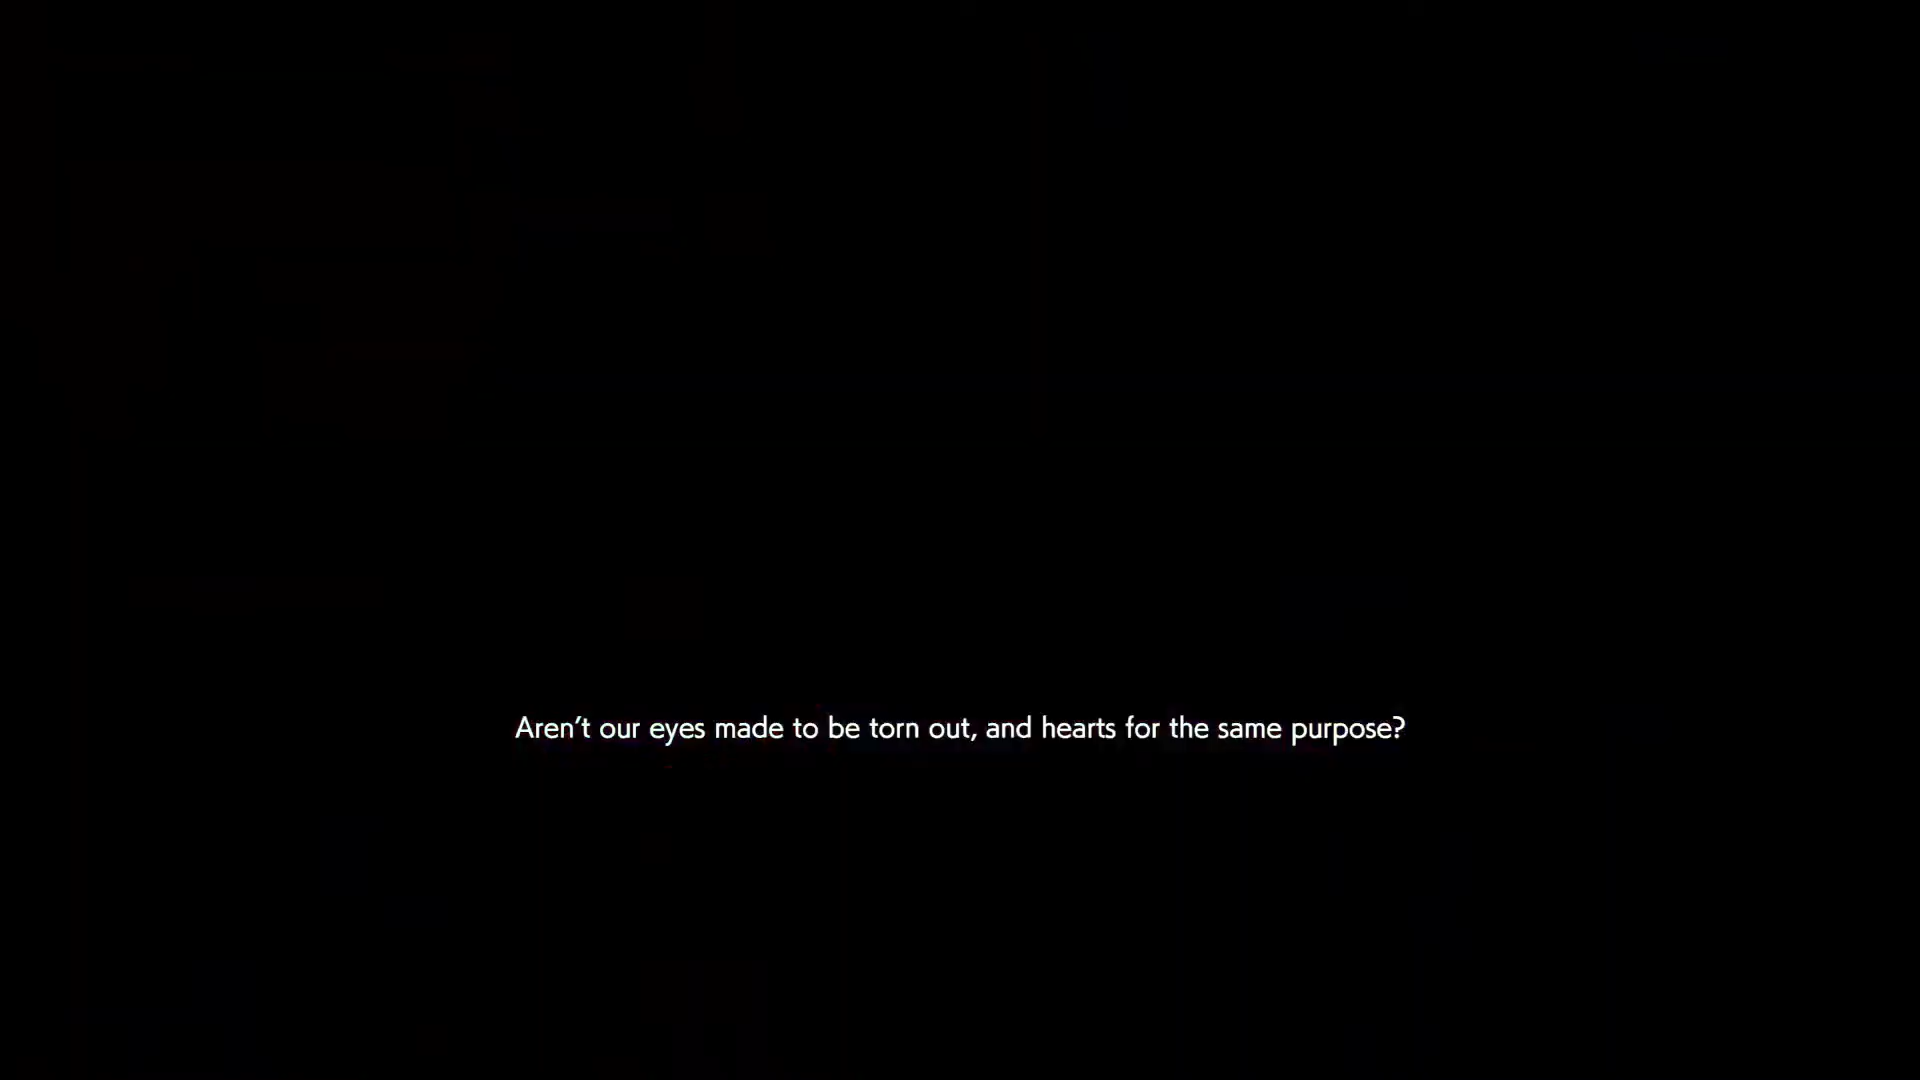 Aren’t our eyes made to be torn out, and hearts for the same purpose?